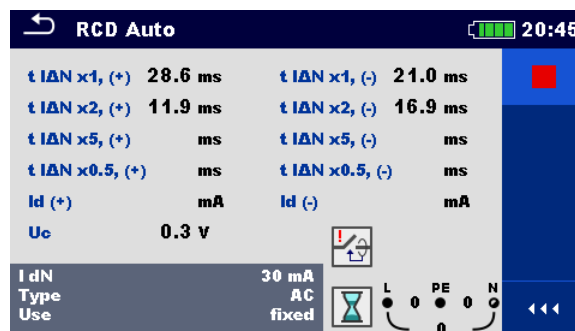 RCD Auto 20:45
t IΔN x1, (+) 28.6 ms t IΔN x1, (-) 21.0 ms
t IΔN x2, (+) 11.9 ms t IΔN x2, (-) 16.9 ms
t IΔN x5, (+) ms t IΔN x5, (-) ms
t IΔN x0.5, (+) ms t IΔN x0.5, (-) ms
Id (+) mA Id (-) mA
Uc 0.3 V
!
I dN 30 mA
Type AC
Use fixed
L PE N
0 0
0